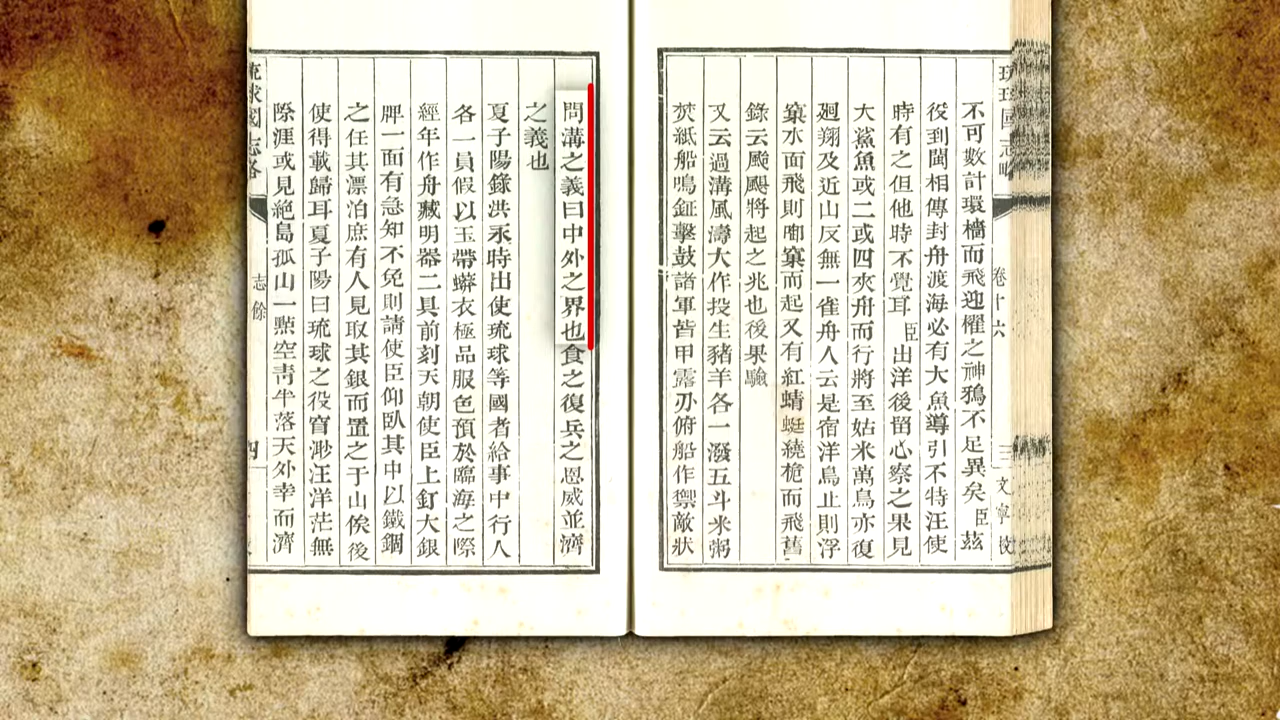 琉球國志略
卷十六
三
不可數計環檣而飛迎懼之神鴉不足異矣臣茲
役到閩相傳封舟渡海必有大魚導引不特汪使
時有之但他時不覺耳臣出洋後畱心察之果見
大鯊魚或二或四夾舟而行將至姑米萬鳥亦復
廻翔及近山反無一雀舟人云是宿洋鳥止則浮
窠水面飛則啣窠而起又有紅蜻蜓繞桅而飛舊
錄云颱颶將起之兆也後果驗
又云過溝風濤大作投生豬羊各一潑五斗米粥
焚紙船鳴鉦擊鼓諸軍皆甲露刃俯船作禦敵狀
問溝之義曰中外之界也食之復兵之恩威並濟
之義也
夏子陽錄洪永時出使琉球等國者給事中行人
各一員假以玉帶蟒衣極品服色預於臨海之際
經年作舟藏明器二具前刻天朝使臣上釘大銀
牌一面有急知不免則請使臣仰臥其中以鐵錮
之任其漂泊庶有人見取其銀而置之于山俟後
使得載歸耳夏子陽曰琉球之役窅渺汪洋茫無
際涯或見絕島孤山一點空靑半落天外幸而濟
琉球國志略
志餘
四